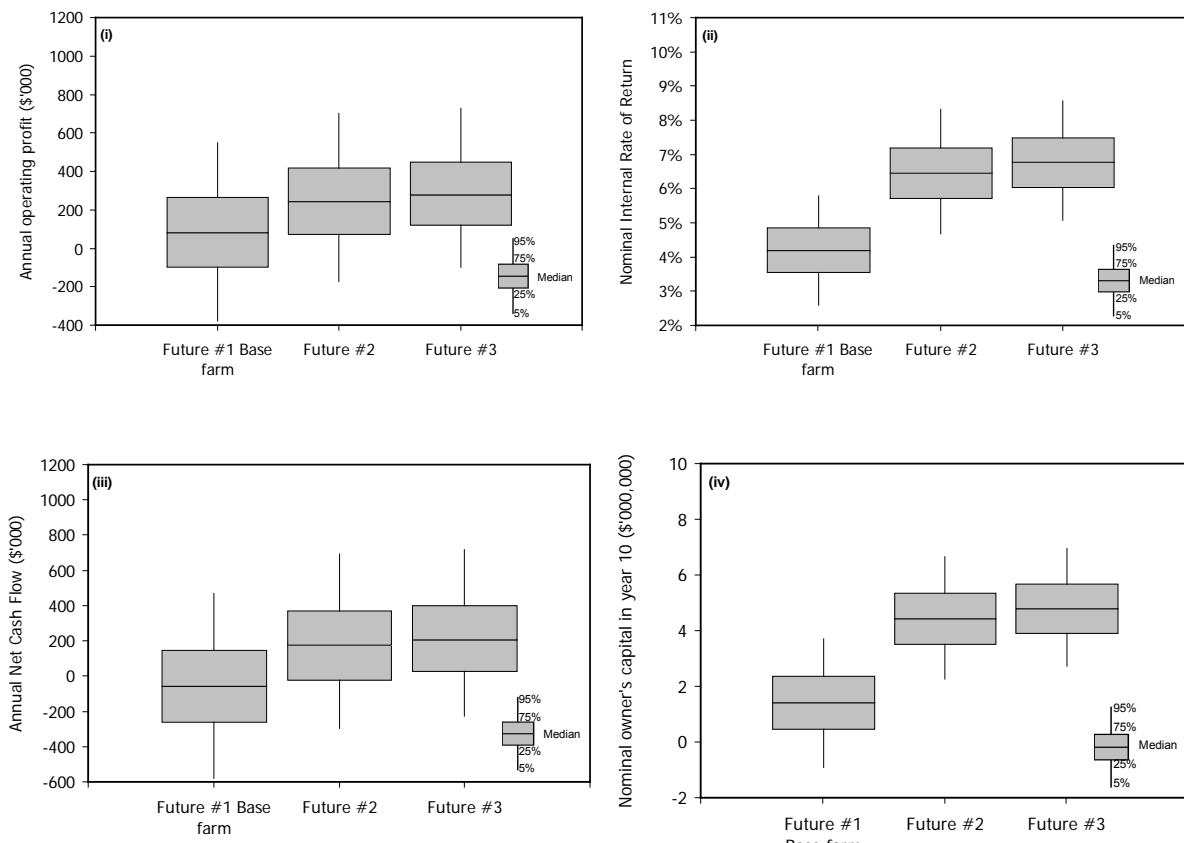 (i)
Annual operating profit ($'000)
1200
1000
800
600
400
200
0
-200
-400
95%
75%
Median
25%
5%
Future #1 Base
farm
Future #2
Future #3
(ii)
Nominal Internal Rate of Return
11%
10%
9%
8%
7%
6%
5%
4%
3%
2%
95%
75%
Median
25%
5%
Future #1 Base
farm
Future #2
Future #3
(iii)
Annual Net Cash Flow ($'000)
1200
1000
800
600
400
200
0
-200
-400
-600
95%
75%
Median
25%
5%
Future #1 Base
farm
Future #2
Future #3
(iv)
Nominal owner's capital in year 10 ($'000,000)
10
8
6
4
2
0
-2
95%
75%
Median
25%
5%
Future #1
Base farm
Future #2
Future #3